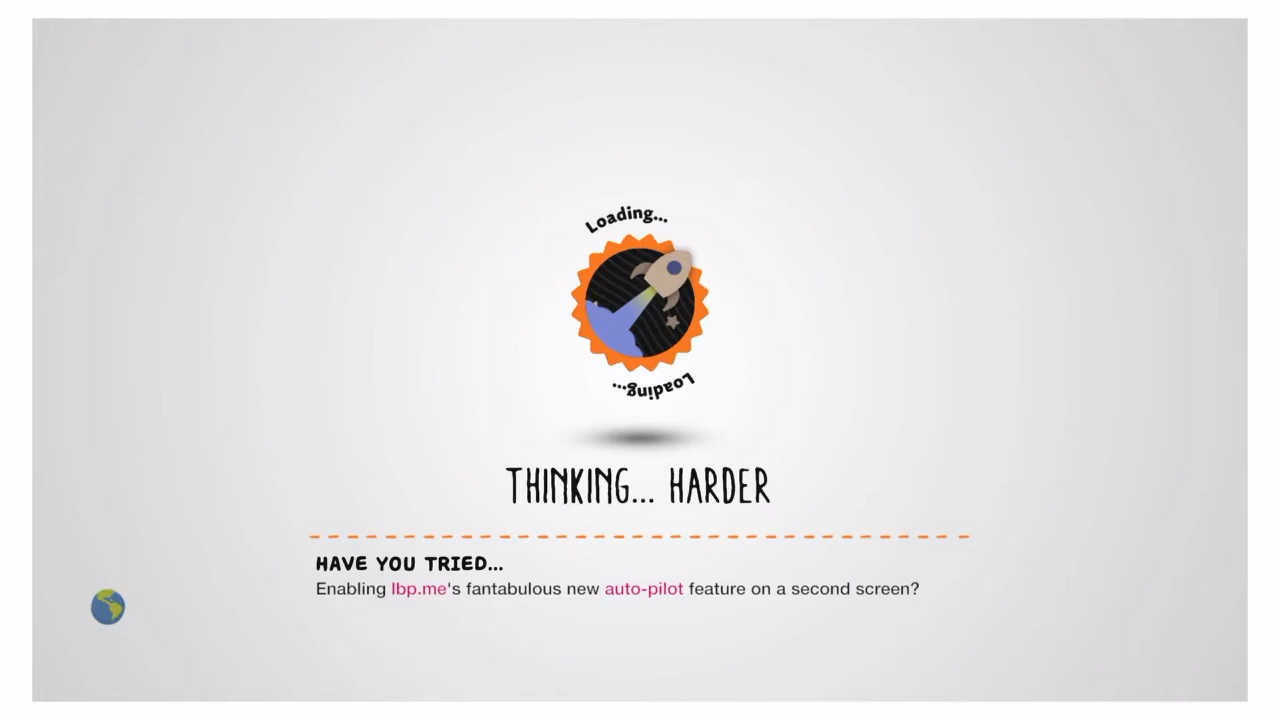 Loading...
Loading...
THINKING... HARDER
HAVE YOU TRIED...
Enabling lbp.me's fantabulous new auto-pilot feature on a second screen?